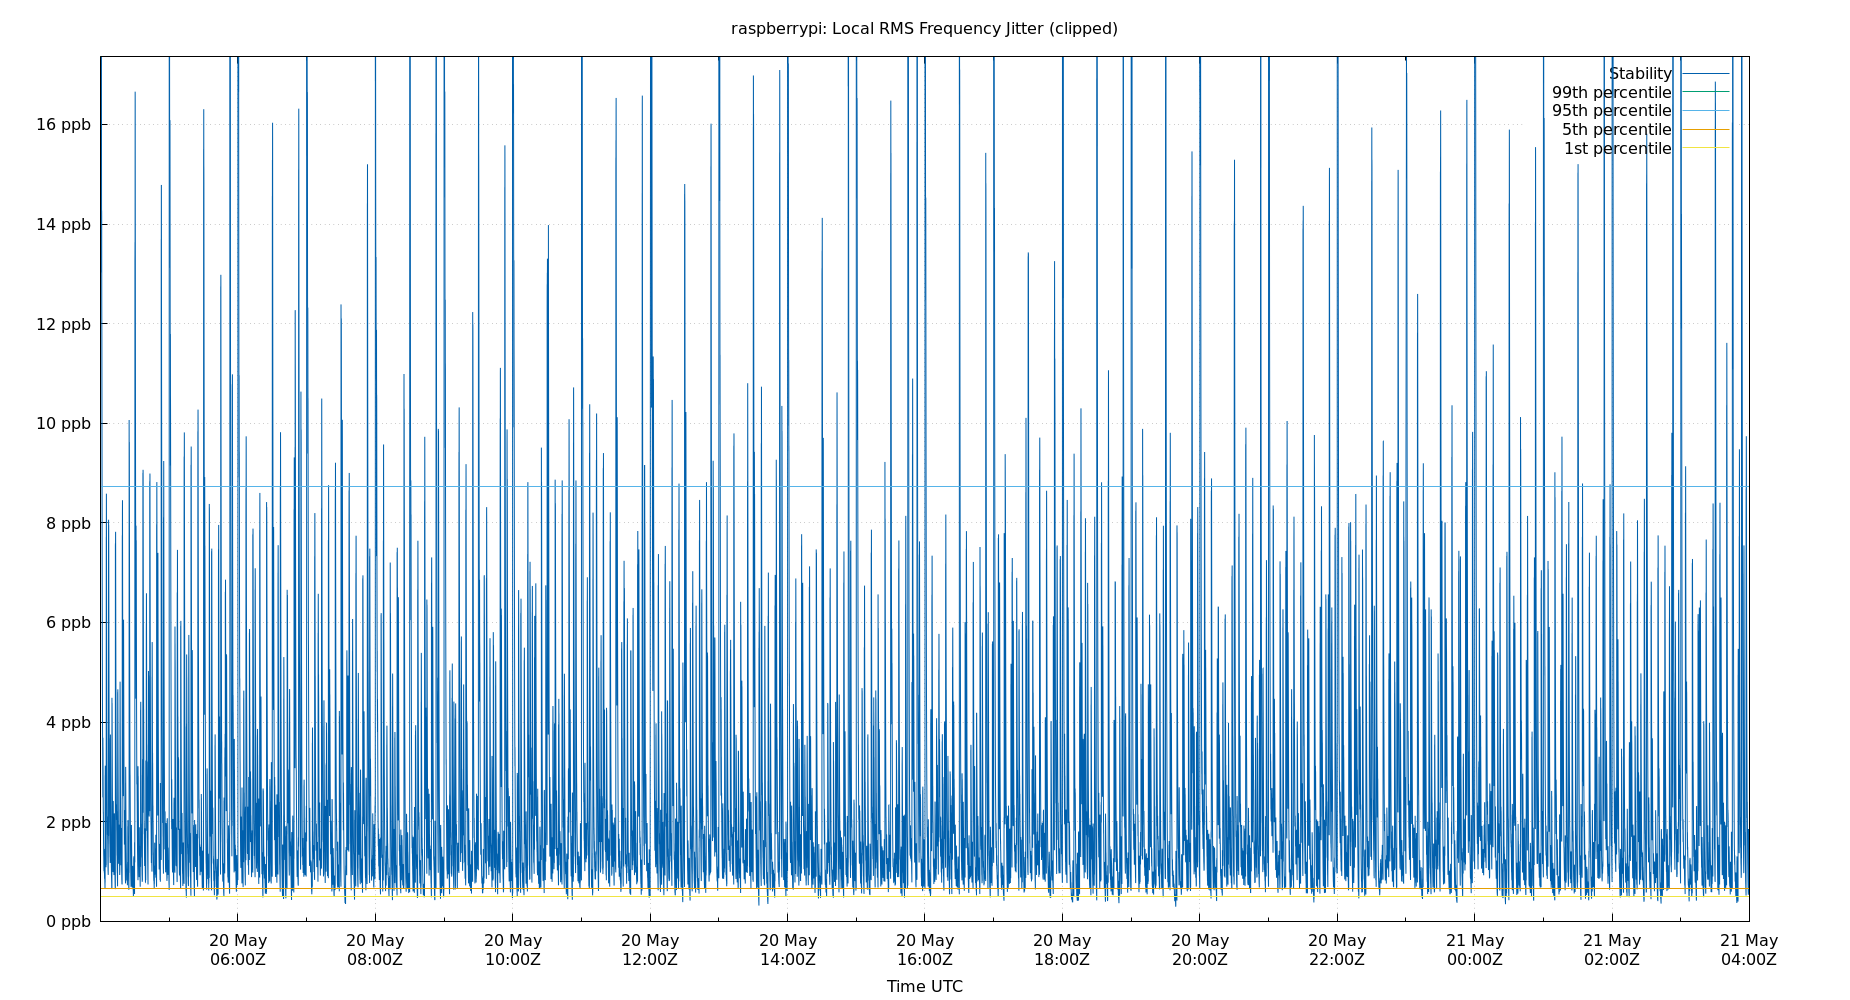 raspberrypi: Local RMS Frequency Jitter (clipped)
Stability
99th percentile
95th percentile
5th percentile
1st percentile
16 ppb
14 ppb
12 ppb
10 ppb
8 ppb
6 ppb
4 ppb
2 ppb
0 ppb
20 May 20 May 20 May 20 May 20 May 20 May 20 May 20 May 20 May 21 May 21 May 21 May
06:00Z 08:00Z 10:00Z 12:00Z 14:00Z 16:00Z 18:00Z 20:00Z 22:00Z 00:00Z 02:00Z 04:00Z
Time UTC